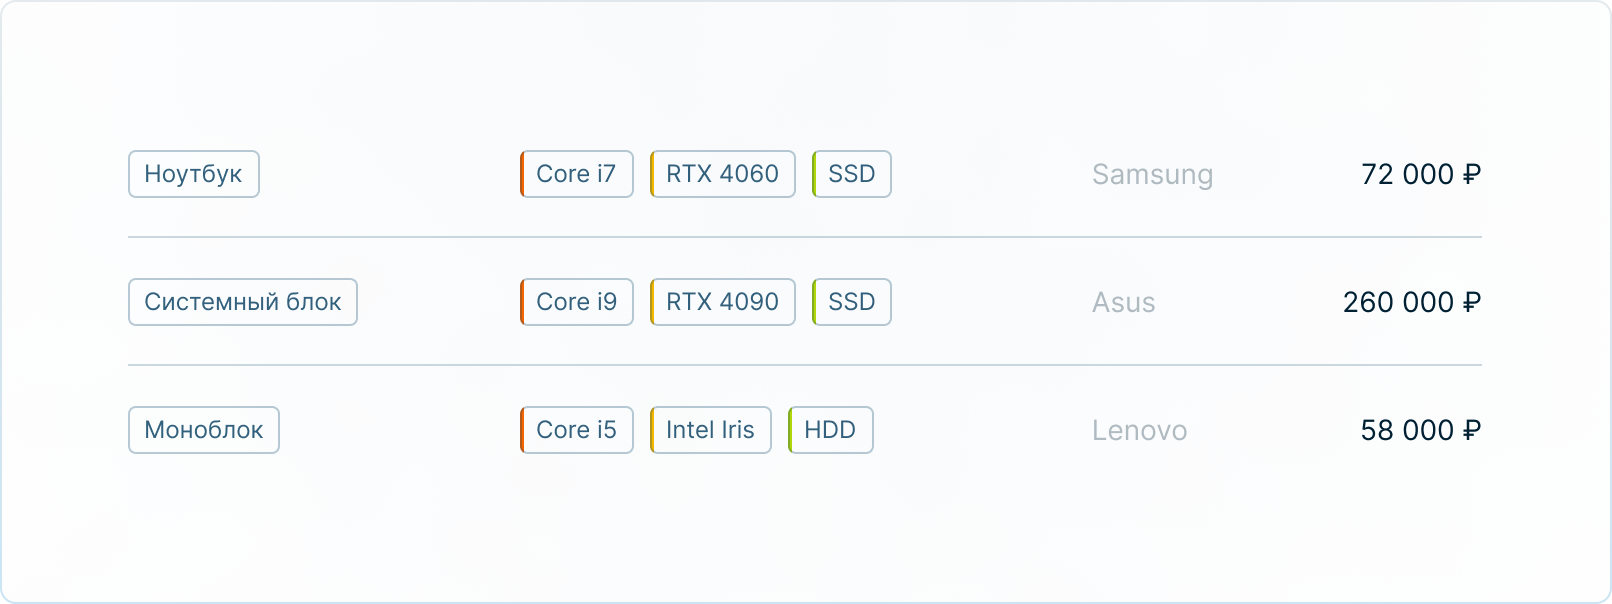 Ноутбук Core i7 RTX 4060 SSD Samsung 72 000 ₽
Системный блок Core i9 RTX 4090 SSD Asus 260 000 ₽
Моноблок Core i5 Intel Iris HDD Lenovo 58 000 ₽